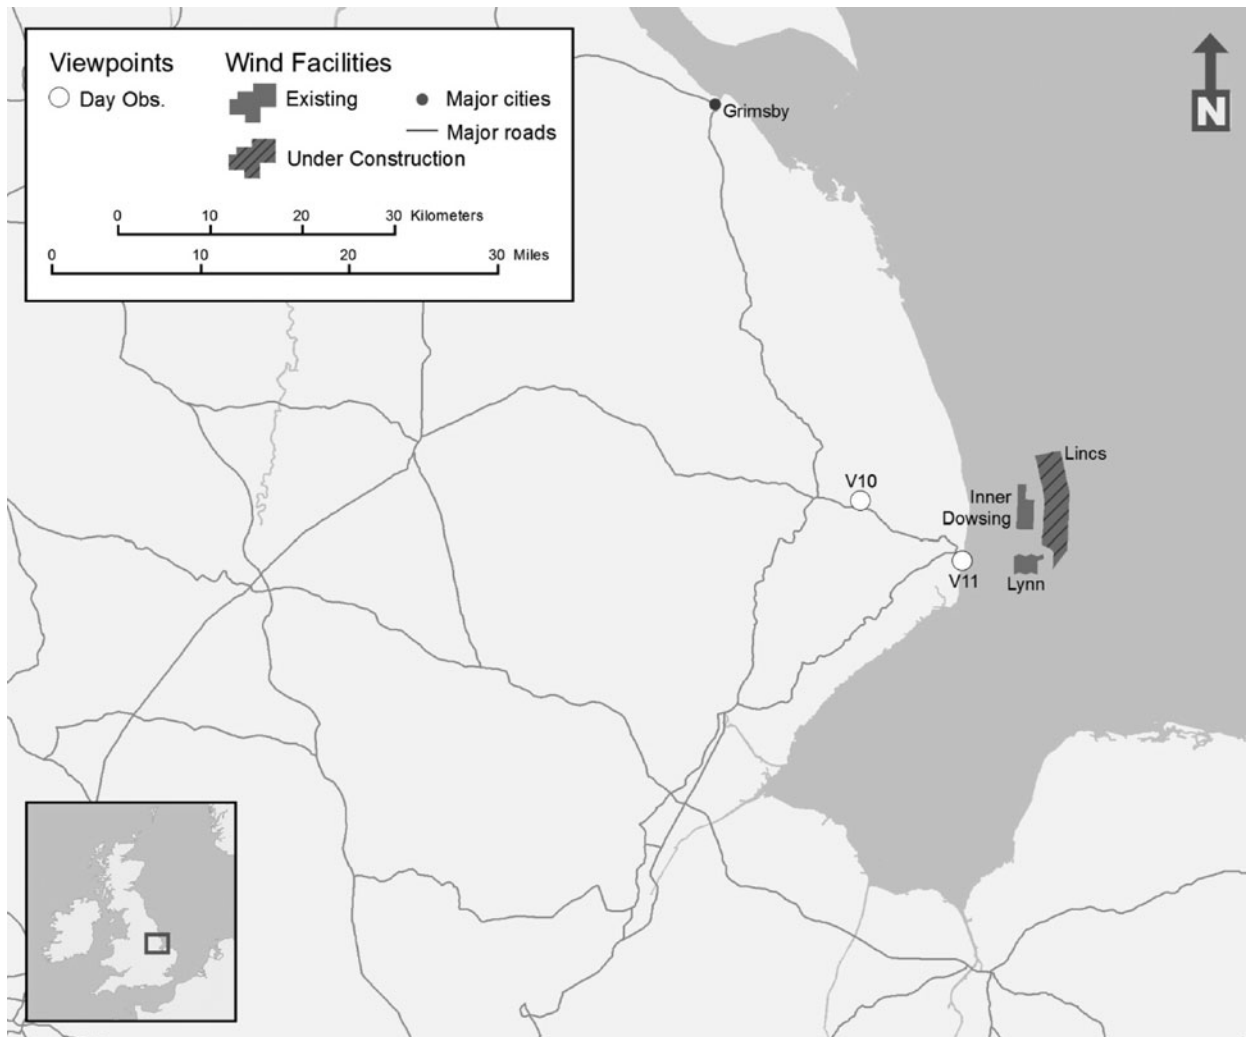 Viewpoints
Day Obs.
Wind Facilities
Existing
Under Construction
Major cities
Major roads
0 10 20 30 Kilometers
0 10 20 30 Miles
N
Grimsby
V10
Lincs
Inner
Dowsing
V11
Lynn